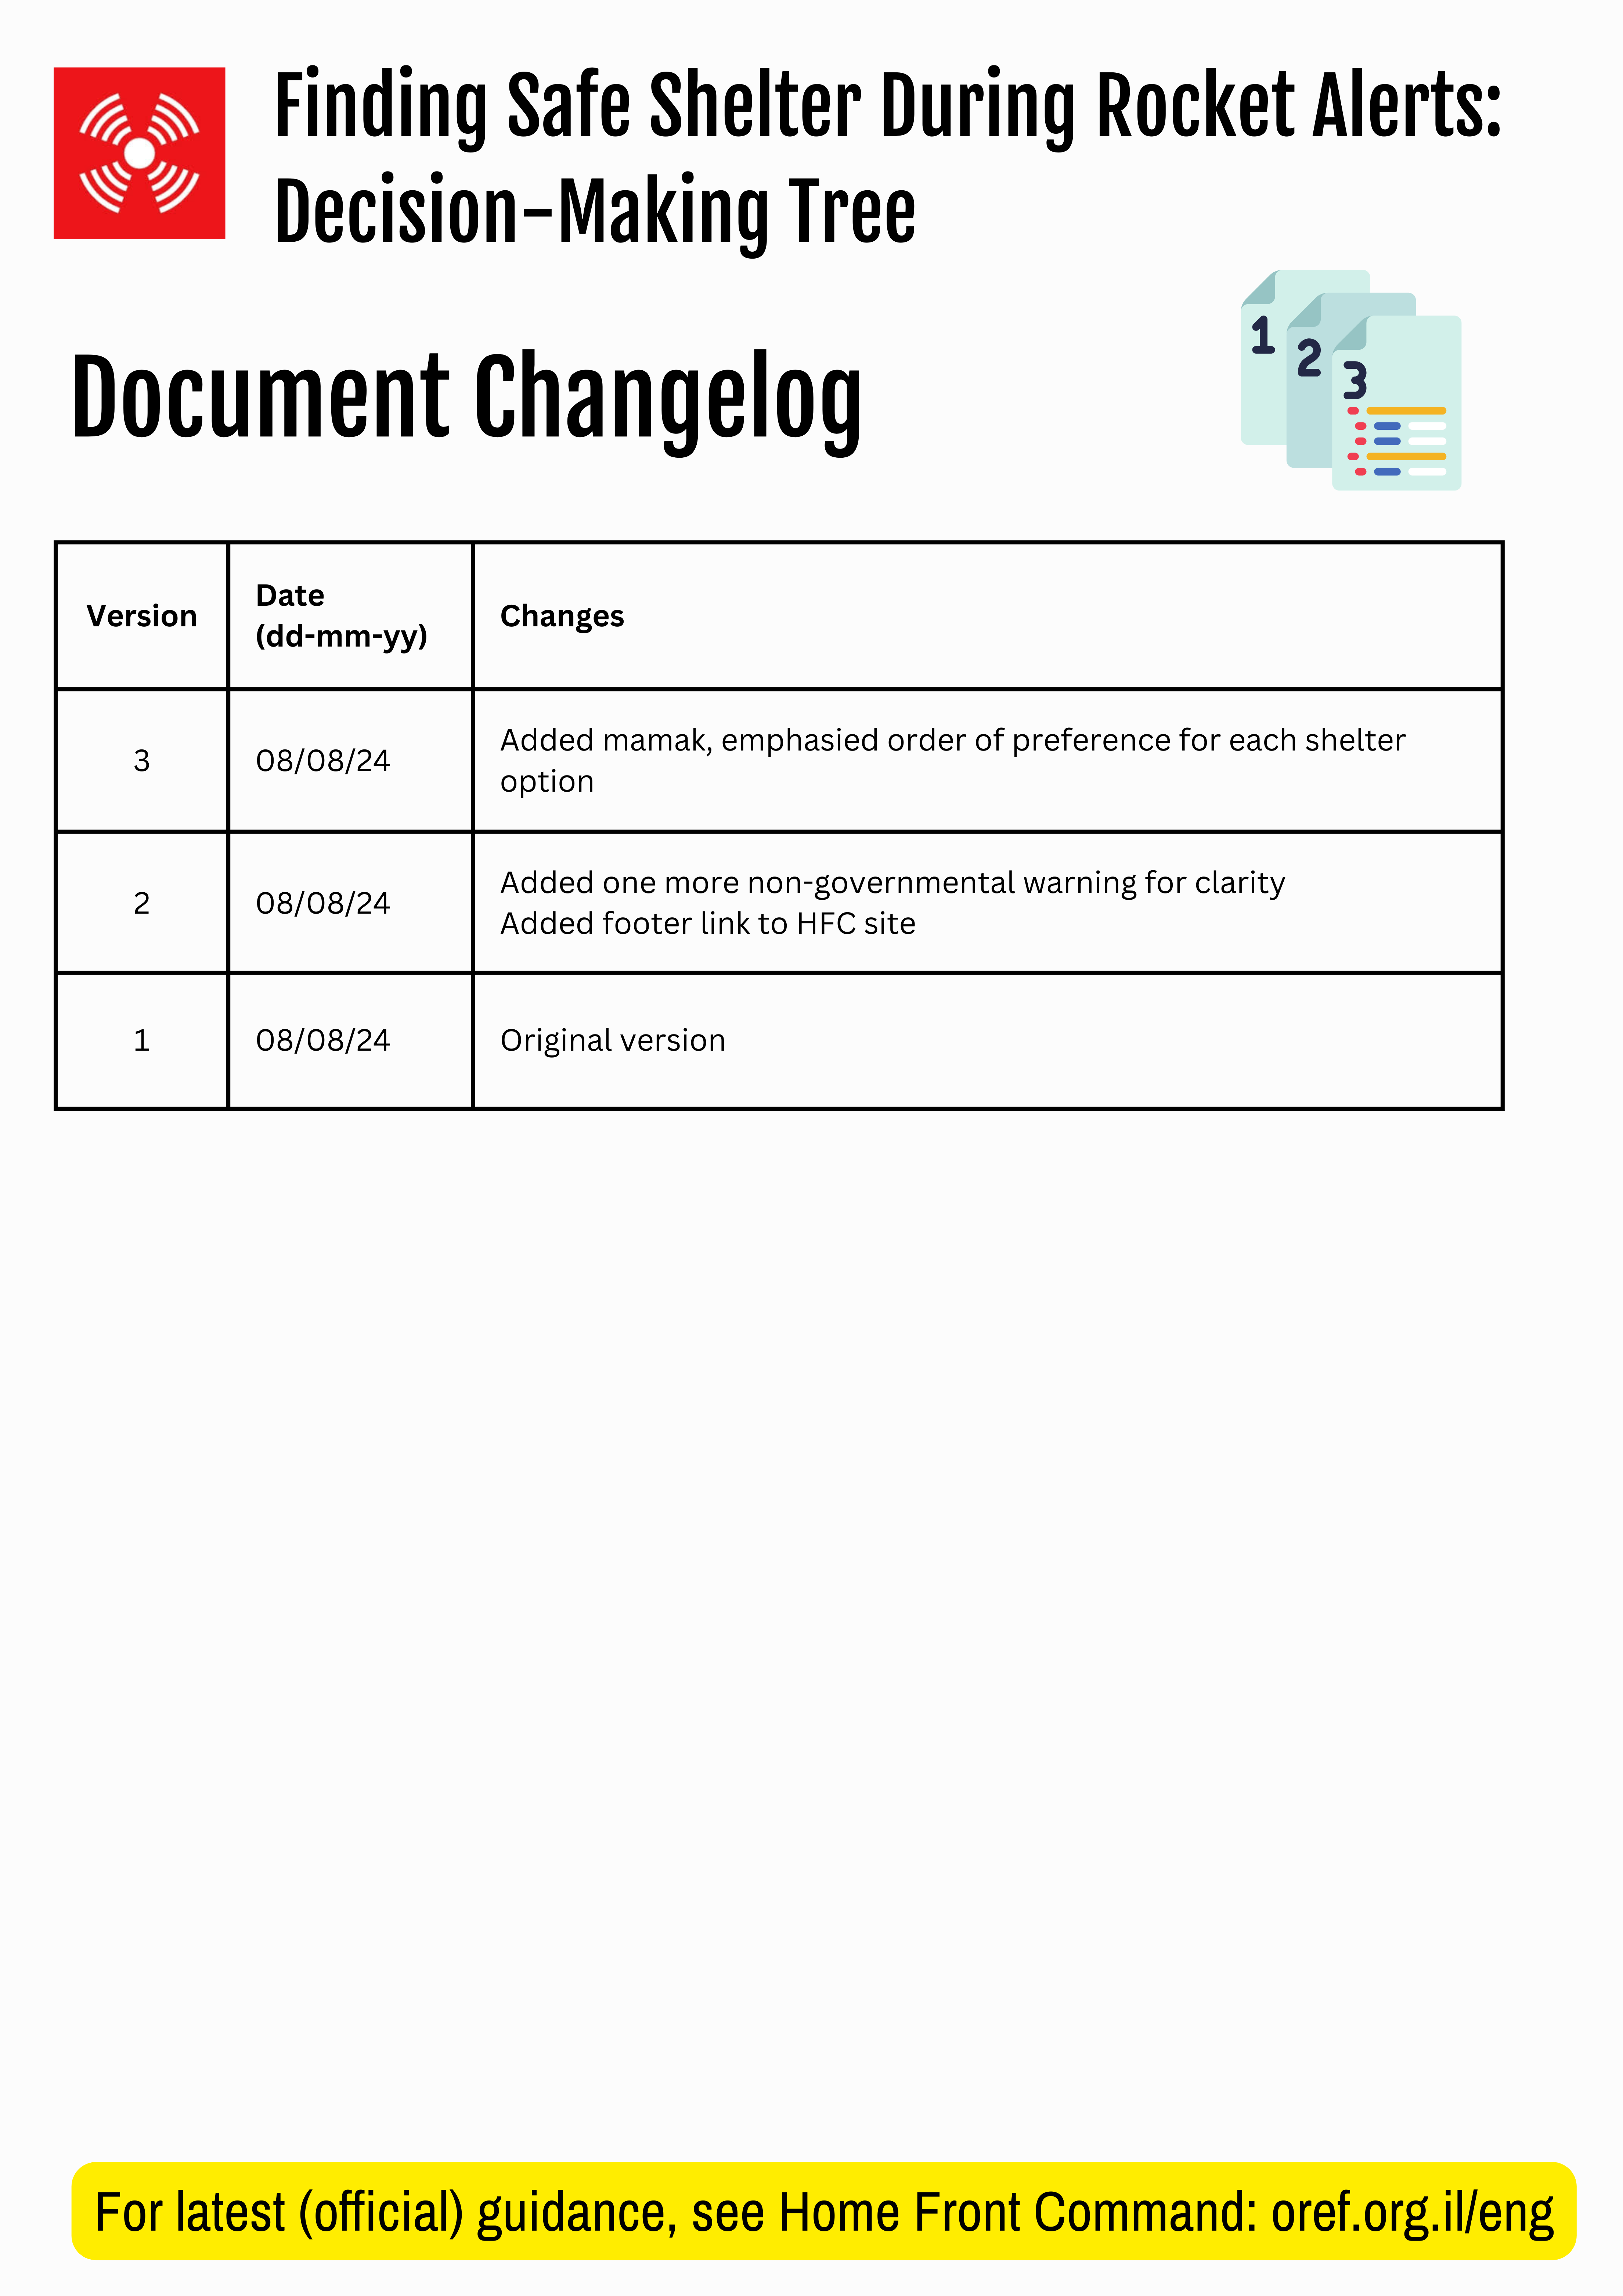 Finding Safe Shelter During Rocket Alerts:
Decision-Making Tree
Document Changelog
1
2
3
Version
Date
(dd-mm-yy)
Changes
3
08/08/24
Added mamak, emphasied order of preference for each shelter
option
2
08/08/24
Added one more non-governmental warning for clarity
Added footer link to HFC site
1
08/08/24
Original version
For latest (official) guidance, see Home Front Command: oref.org.il/eng